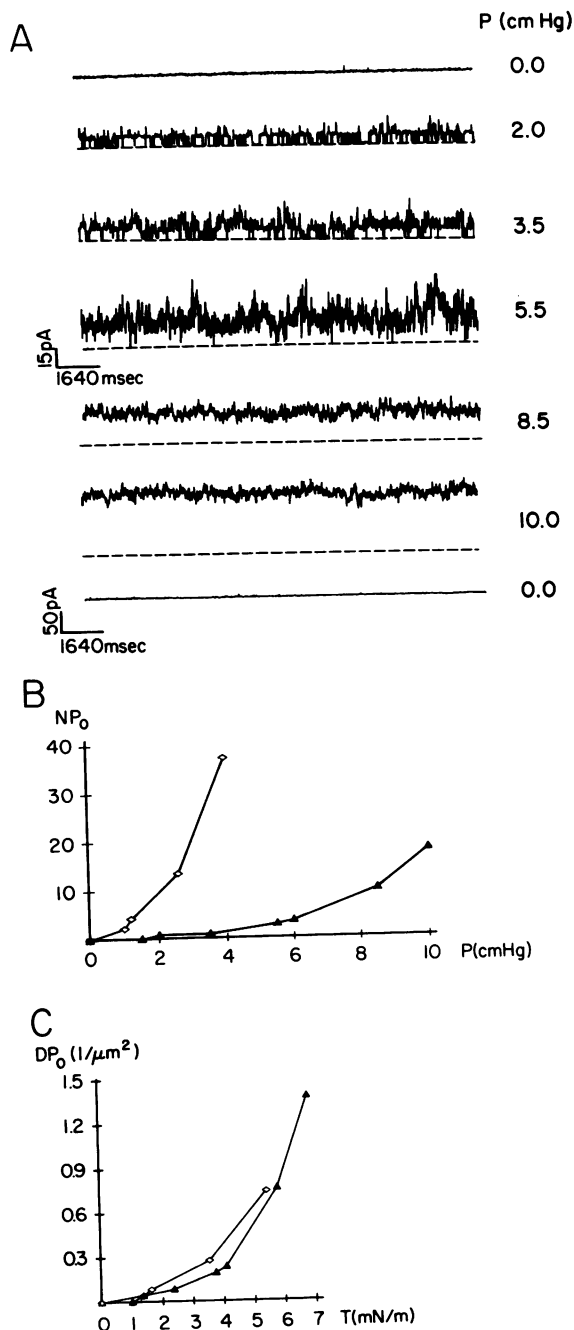 A
P (cm Hg)
0.0
2.0
3.5
5.5
15pA
1640msec
8.5
10.0
0.0
50pA
1640msec
B
NPo
40
30
20
10
0 2 4 6 8 10 P(cmHg)
C
DPo (1/μm²)
1.5
1.2
0.9
0.6
0.3
0 1 2 3 4 5 6 7 T(mN/m)